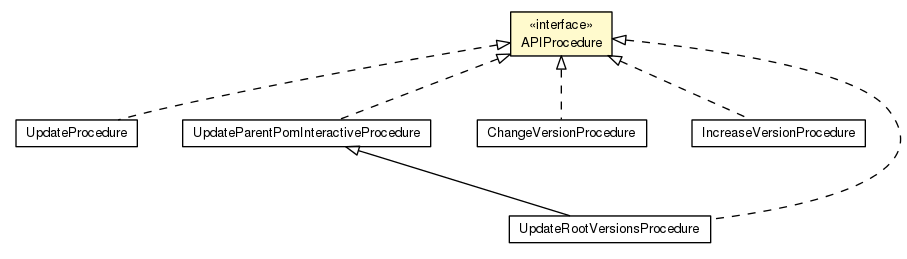 «interface»
APIProcedure
UpdateProcedure
UpdateParentPomInteractiveProcedure
ChangeVersionProcedure
IncreaseVersionProcedure
UpdateRootVersionsProcedure